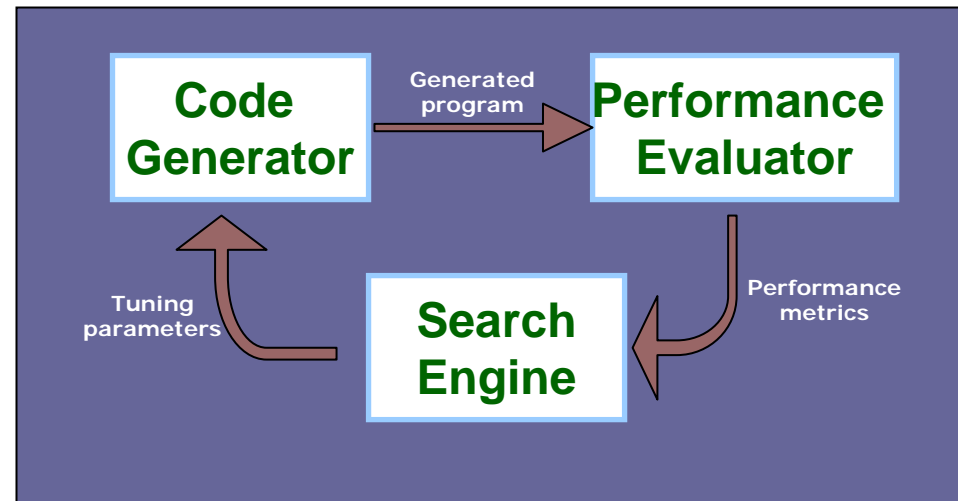 Code
Generator
Generated
program
Performance
Evaluator
Tuning
parameters
Search
Engine
Performance
metrics